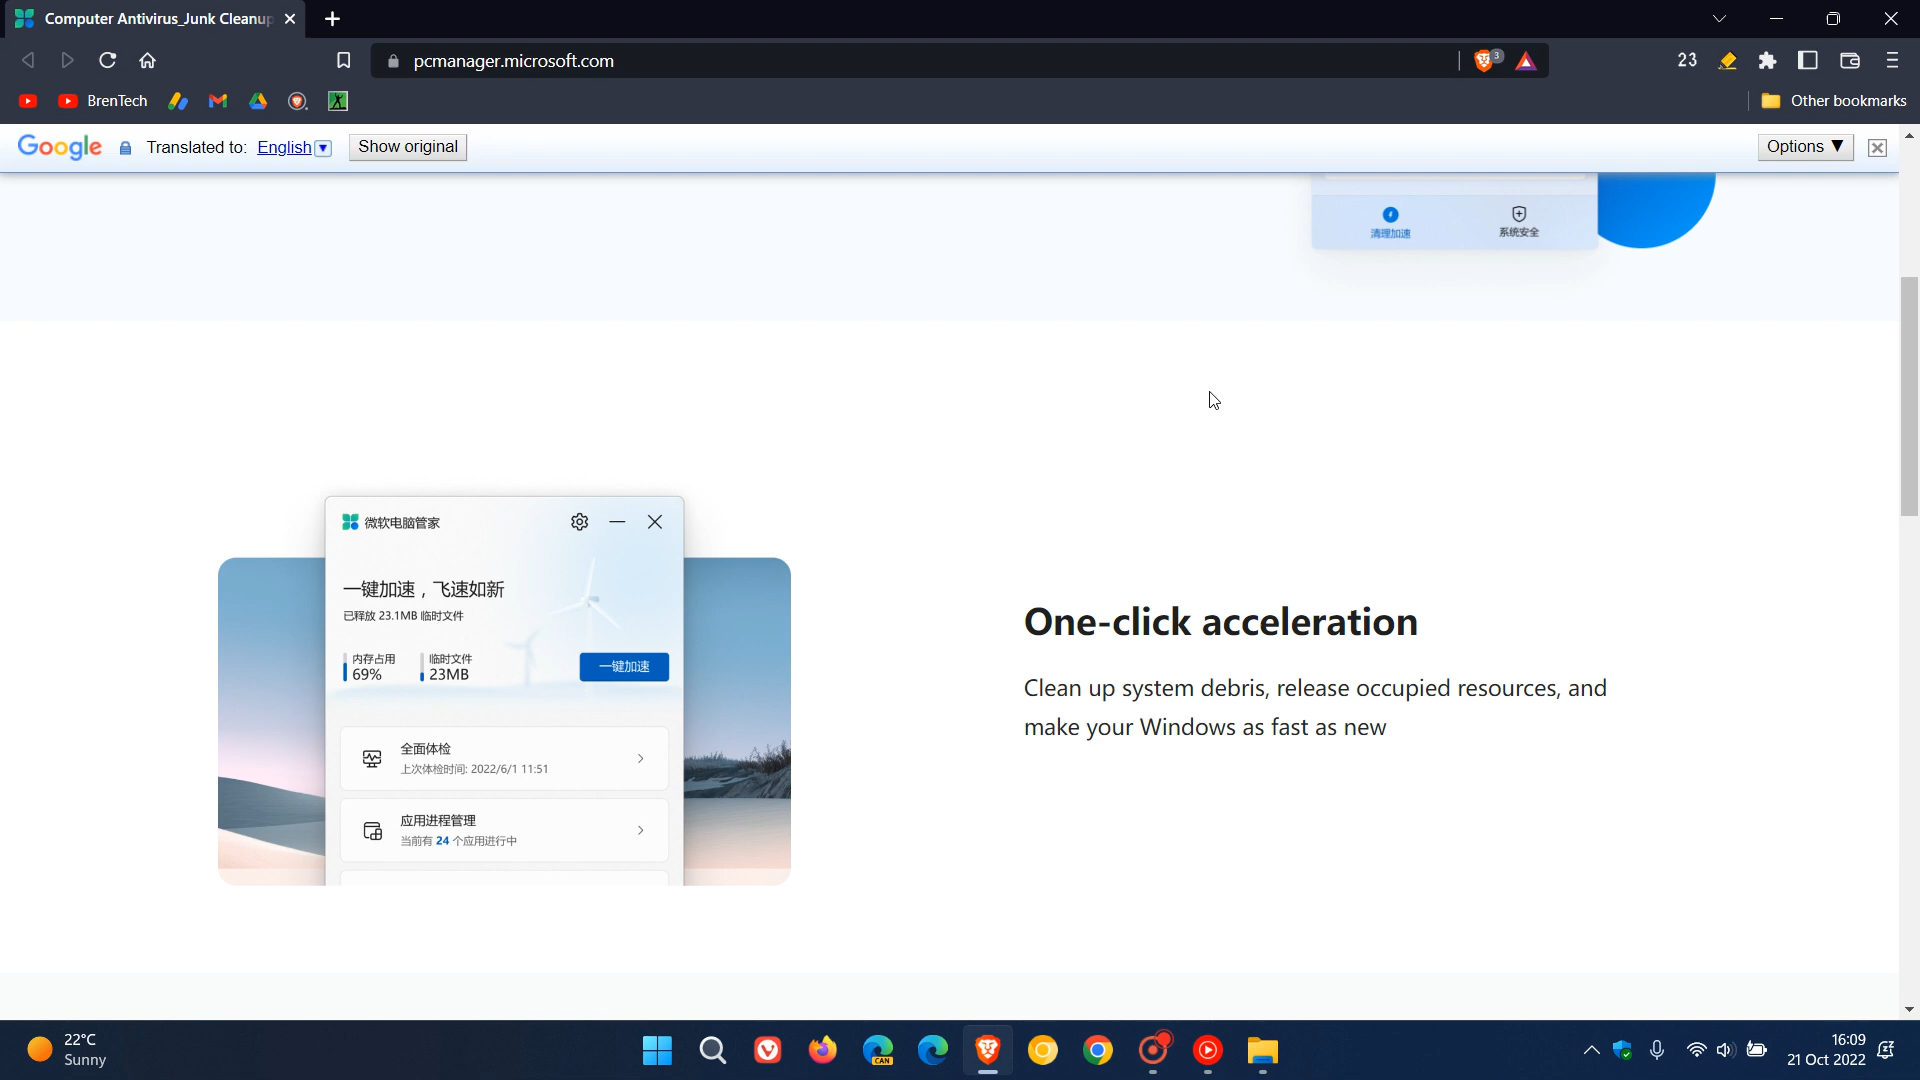 Computer Antivirus_Junk Cleanup
pcmanager.microsoft.com
3
23
BrenTech
Other bookmarks
Google
Translated to: English
Show original
Options ▼
清理加速
系统安全
微软电脑管家
一键加速，飞速如新
已释放 23.1MB 临时文件
内存占用
69%
临时文件
23MB
一键加速
全面体检
上次体检时间: 2022/6/1 11:51
应用进程管理
当前有 24 个应用进行中
One-click acceleration
Clean up system debris, release occupied resources, and
make your Windows as fast as new
22°C
Sunny
CAN
16:09
21 Oct 2022